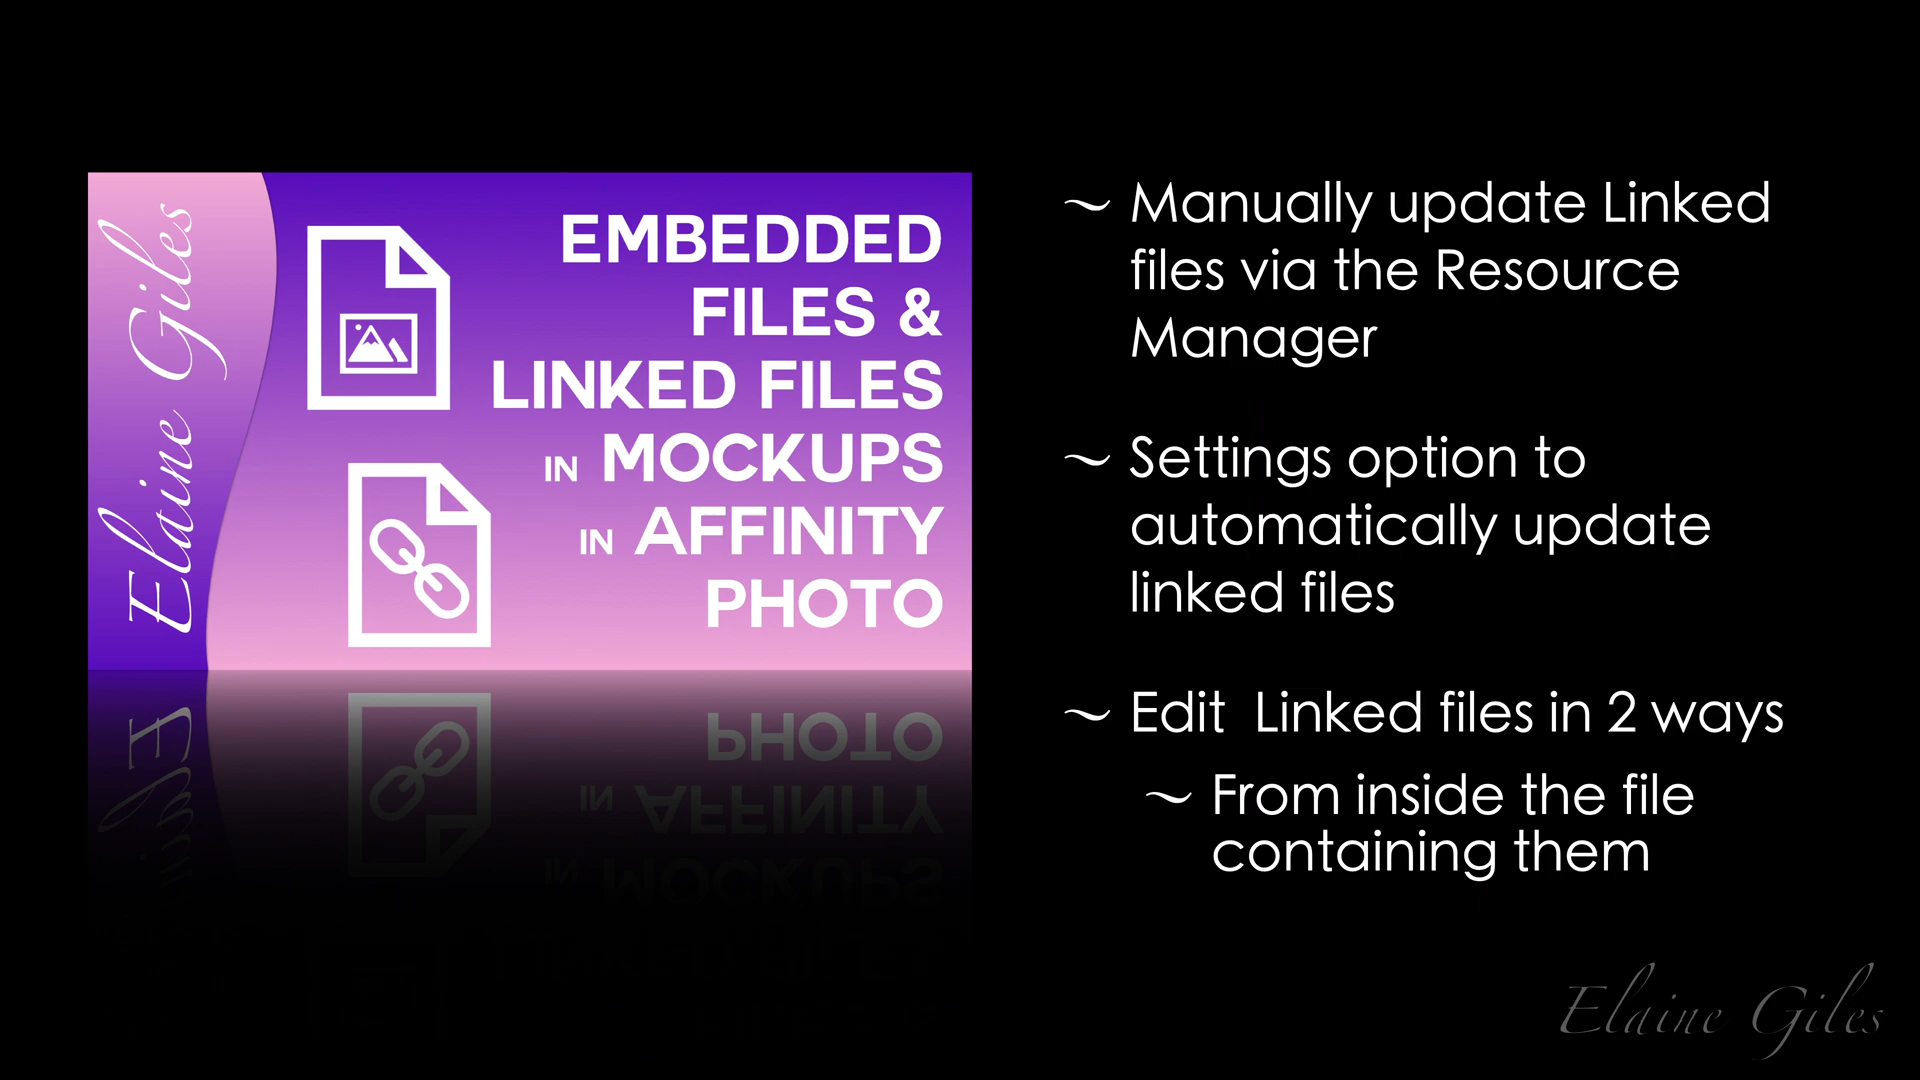 Elaine Giles
EMBEDDED
FILES &
LINKED FILES
IN MOCKUPS
IN AFFINITY
PHOTO
~ Manually update Linked
files via the Resource
Manager
~ Settings option to
automatically update
linked files
~ Edit  Linked files in 2 ways
~ From inside the file
containing them
Elaine Giles